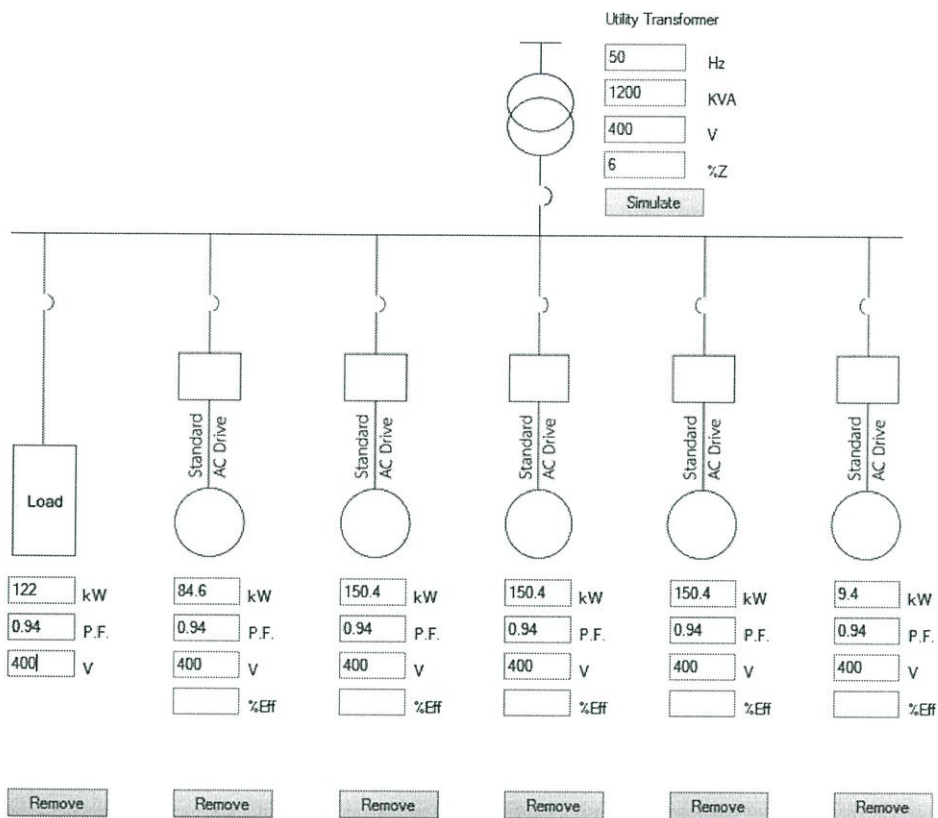 Utility Transformer
50 Hz
1200 KVA
400 V
6 %Z
Simulate
Standard AC Drive
Standard AC Drive
Standard AC Drive
Standard AC Drive
Standard AC Drive
Load
122 kW 84.6 kW 150.4 kW 150.4 kW 150.4 kW 9.4 kW
0.94 P.F. 0.94 P.F. 0.94 P.F. 0.94 P.F. 0.94 P.F. 0.94 P.F.
400 V 400 V 400 V 400 V 400 V 400 V
%Eff %Eff %Eff %Eff %Eff
Remove Remove Remove Remove Remove Remove